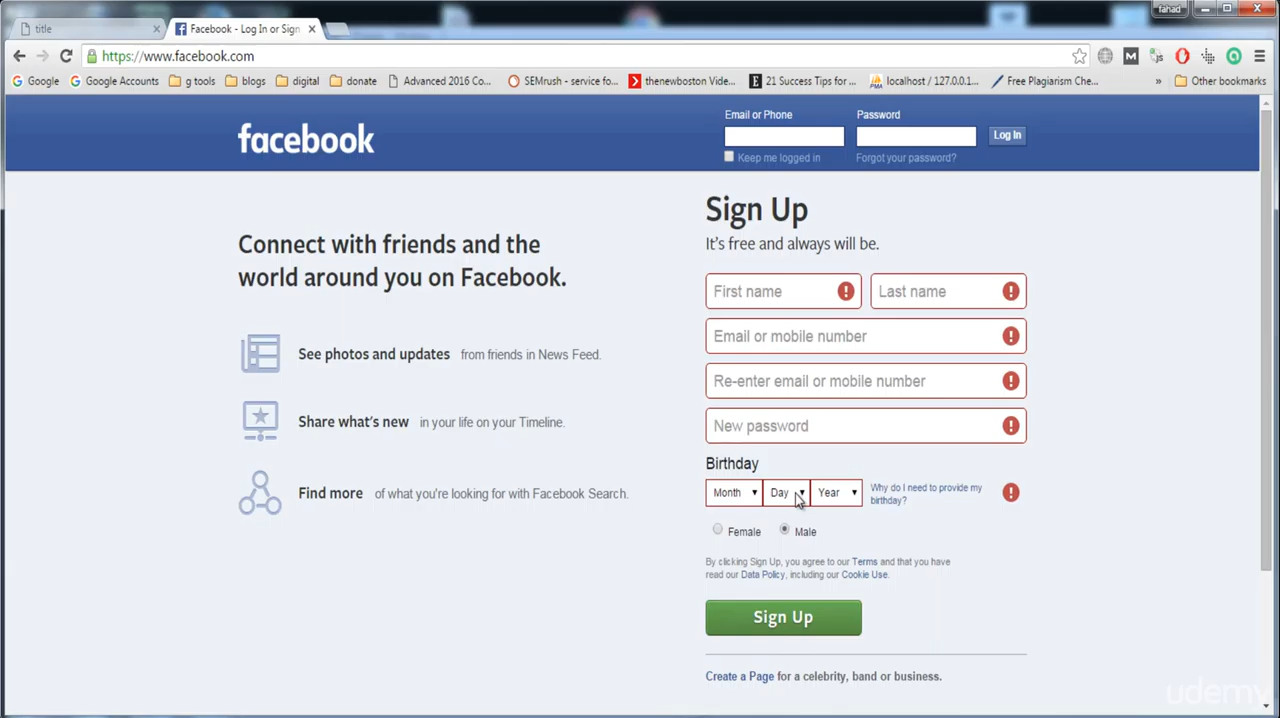 fahad
title
Facebook - Log In or Sign
https://www.facebook.com
Google
Google Accounts
g tools
blogs
digital
donate
Advanced 2016 Co...
SEMrush - service fo...
thenewboston Vide...
21 Success Tips for ...
localhost / 127.0.0.1...
Free Plagiarism Che...
»
Other bookmarks
facebook
Email or Phone
Password
Log In
Keep me logged in
Forgot your password?
Connect with friends and the
world around you on Facebook.
See photos and updates from friends in News Feed.
Share what's new in your life on your Timeline.
Find more of what you're looking for with Facebook Search.
Sign Up
It's free and always will be.
First name
Last name
Email or mobile number
Re-enter email or mobile number
New password
Birthday
Month
Day
Year
Why do I need to provide my
birthday?
Female
Male
By clicking Sign Up, you agree to our Terms and that you have
read our Data Policy, including our Cookie Use.
Sign Up
Create a Page for a celebrity, band or business.
udemy